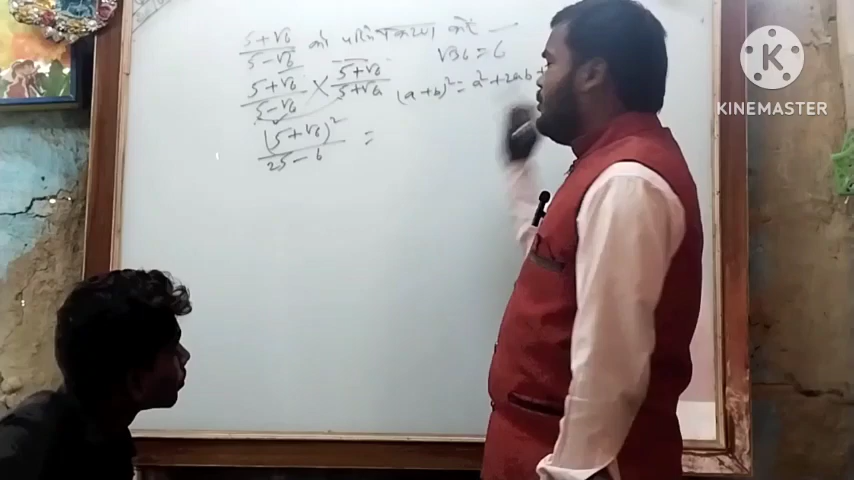 5+√6/5-√6 को परिमेयकरण करें —
√36 = 6
5+√6/5-√6 × 5+√6/5+√6
(a+b)² = a² + 2ab +
(5+√6)²/25-6 =
KINEMASTER